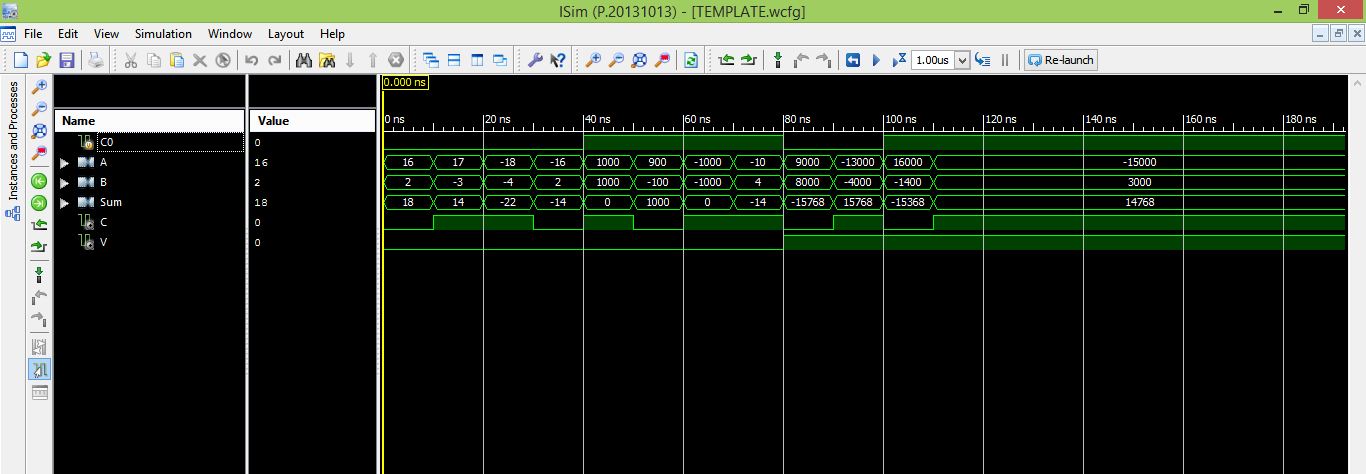 ISim (P.20131013) - [TEMPLATE.wcfg]
File Edit View Simulation Window Layout Help
1.00us Re-launch
Instances and Processes
0.000 ns
Name Value 0 ns 20 ns 40 ns 60 ns 80 ns 100 ns 120 ns 140 ns 160 ns 180 ns
C0 0
A 16 16 17 -18 -16 1000 900 -1000 -10 9000 -13000 16000 -15000
B 2 2 -3 -4 2 1000 -100 -1000 4 8000 -4000 -1400 3000
Sum 18 18 14 -22 -14 0 1000 0 -14 -15768 15768 -15368 14768
C 0
V 0